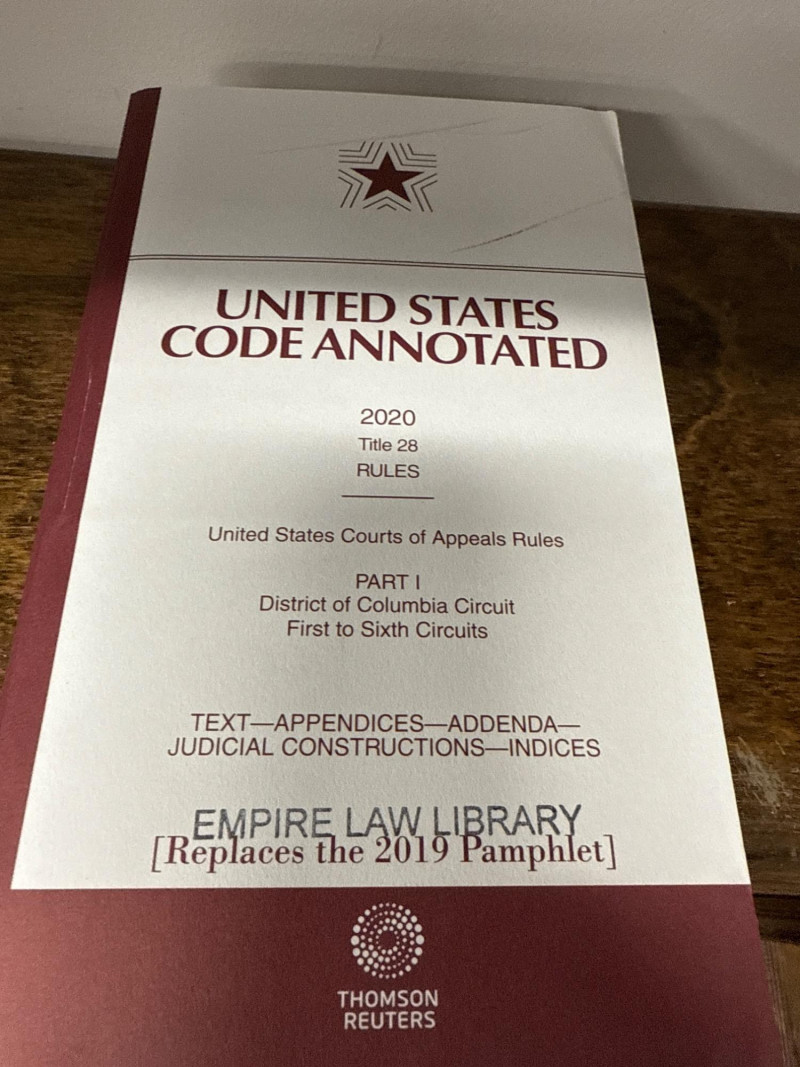 UNITED STATES
CODE ANNOTATED
2020
Title 28
RULES
United States Courts of Appeals Rules
PART I
District of Columbia Circuit
First to Sixth Circuits
TEXT—APPENDICES—ADDENDA—
JUDICIAL CONSTRUCTIONS—INDICES
EMPIRE LAW LIBRARY
[Replaces the 2019 Pamphlet]
THOMSON
REUTERS